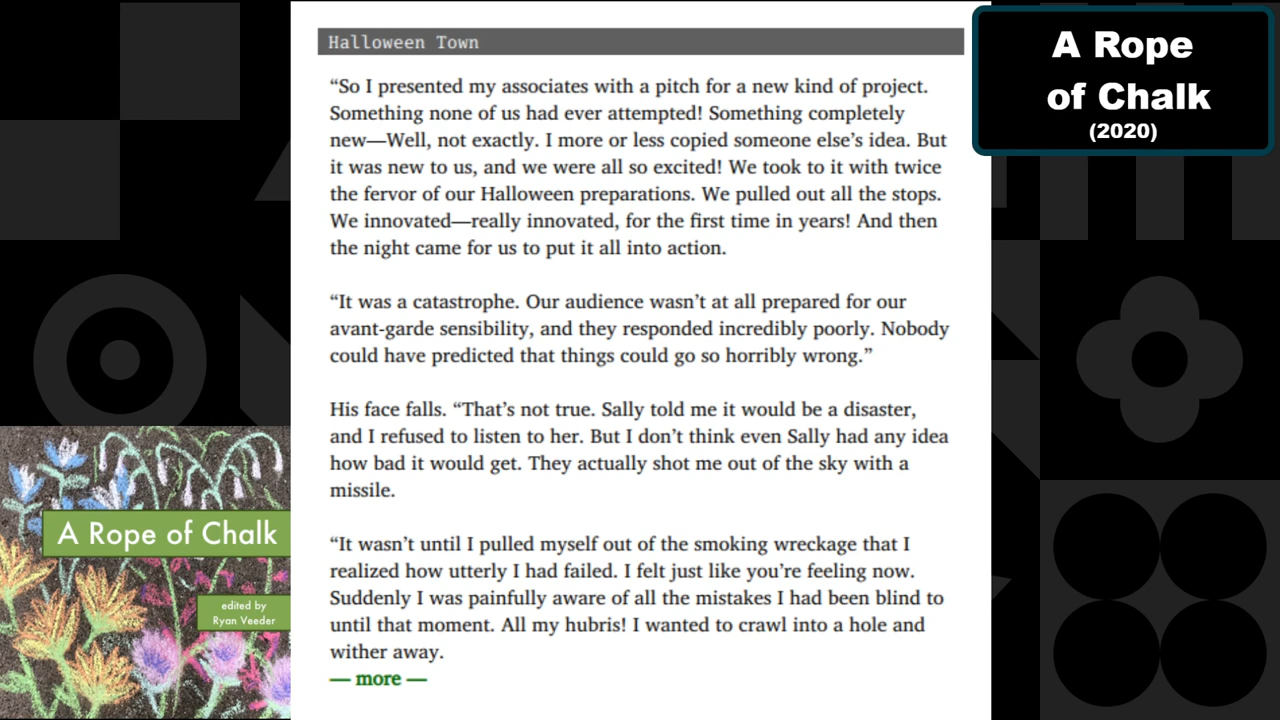 Halloween Town
“So I presented my associates with a pitch for a new kind of project.
Something none of us had ever attempted! Something completely
new—Well, not exactly. I more or less copied someone else’s idea. But
it was new to us, and we were all so excited! We took to it with twice
the fervor of our Halloween preparations. We pulled out all the stops.
We innovated—really innovated, for the first time in years! And then
the night came for us to put it all into action.
“It was a catastrophe. Our audience wasn’t at all prepared for our
avant-garde sensibility, and they responded incredibly poorly. Nobody
could have predicted that things could go so horribly wrong.”
His face falls. “That’s not true. Sally told me it would be a disaster,
and I refused to listen to her. But I don’t think even Sally had any idea
how bad it would get. They actually shot me out of the sky with a
missile.
“It wasn’t until I pulled myself out of the smoking wreckage that I
realized how utterly I had failed. I felt just like you’re feeling now.
Suddenly I was painfully aware of all the mistakes I had been blind to
until that moment. All my hubris! I wanted to crawl into a hole and
wither away.
— more —
A Rope
of Chalk
(2020)
A Rope of Chalk
edited by
Ryan Veeder